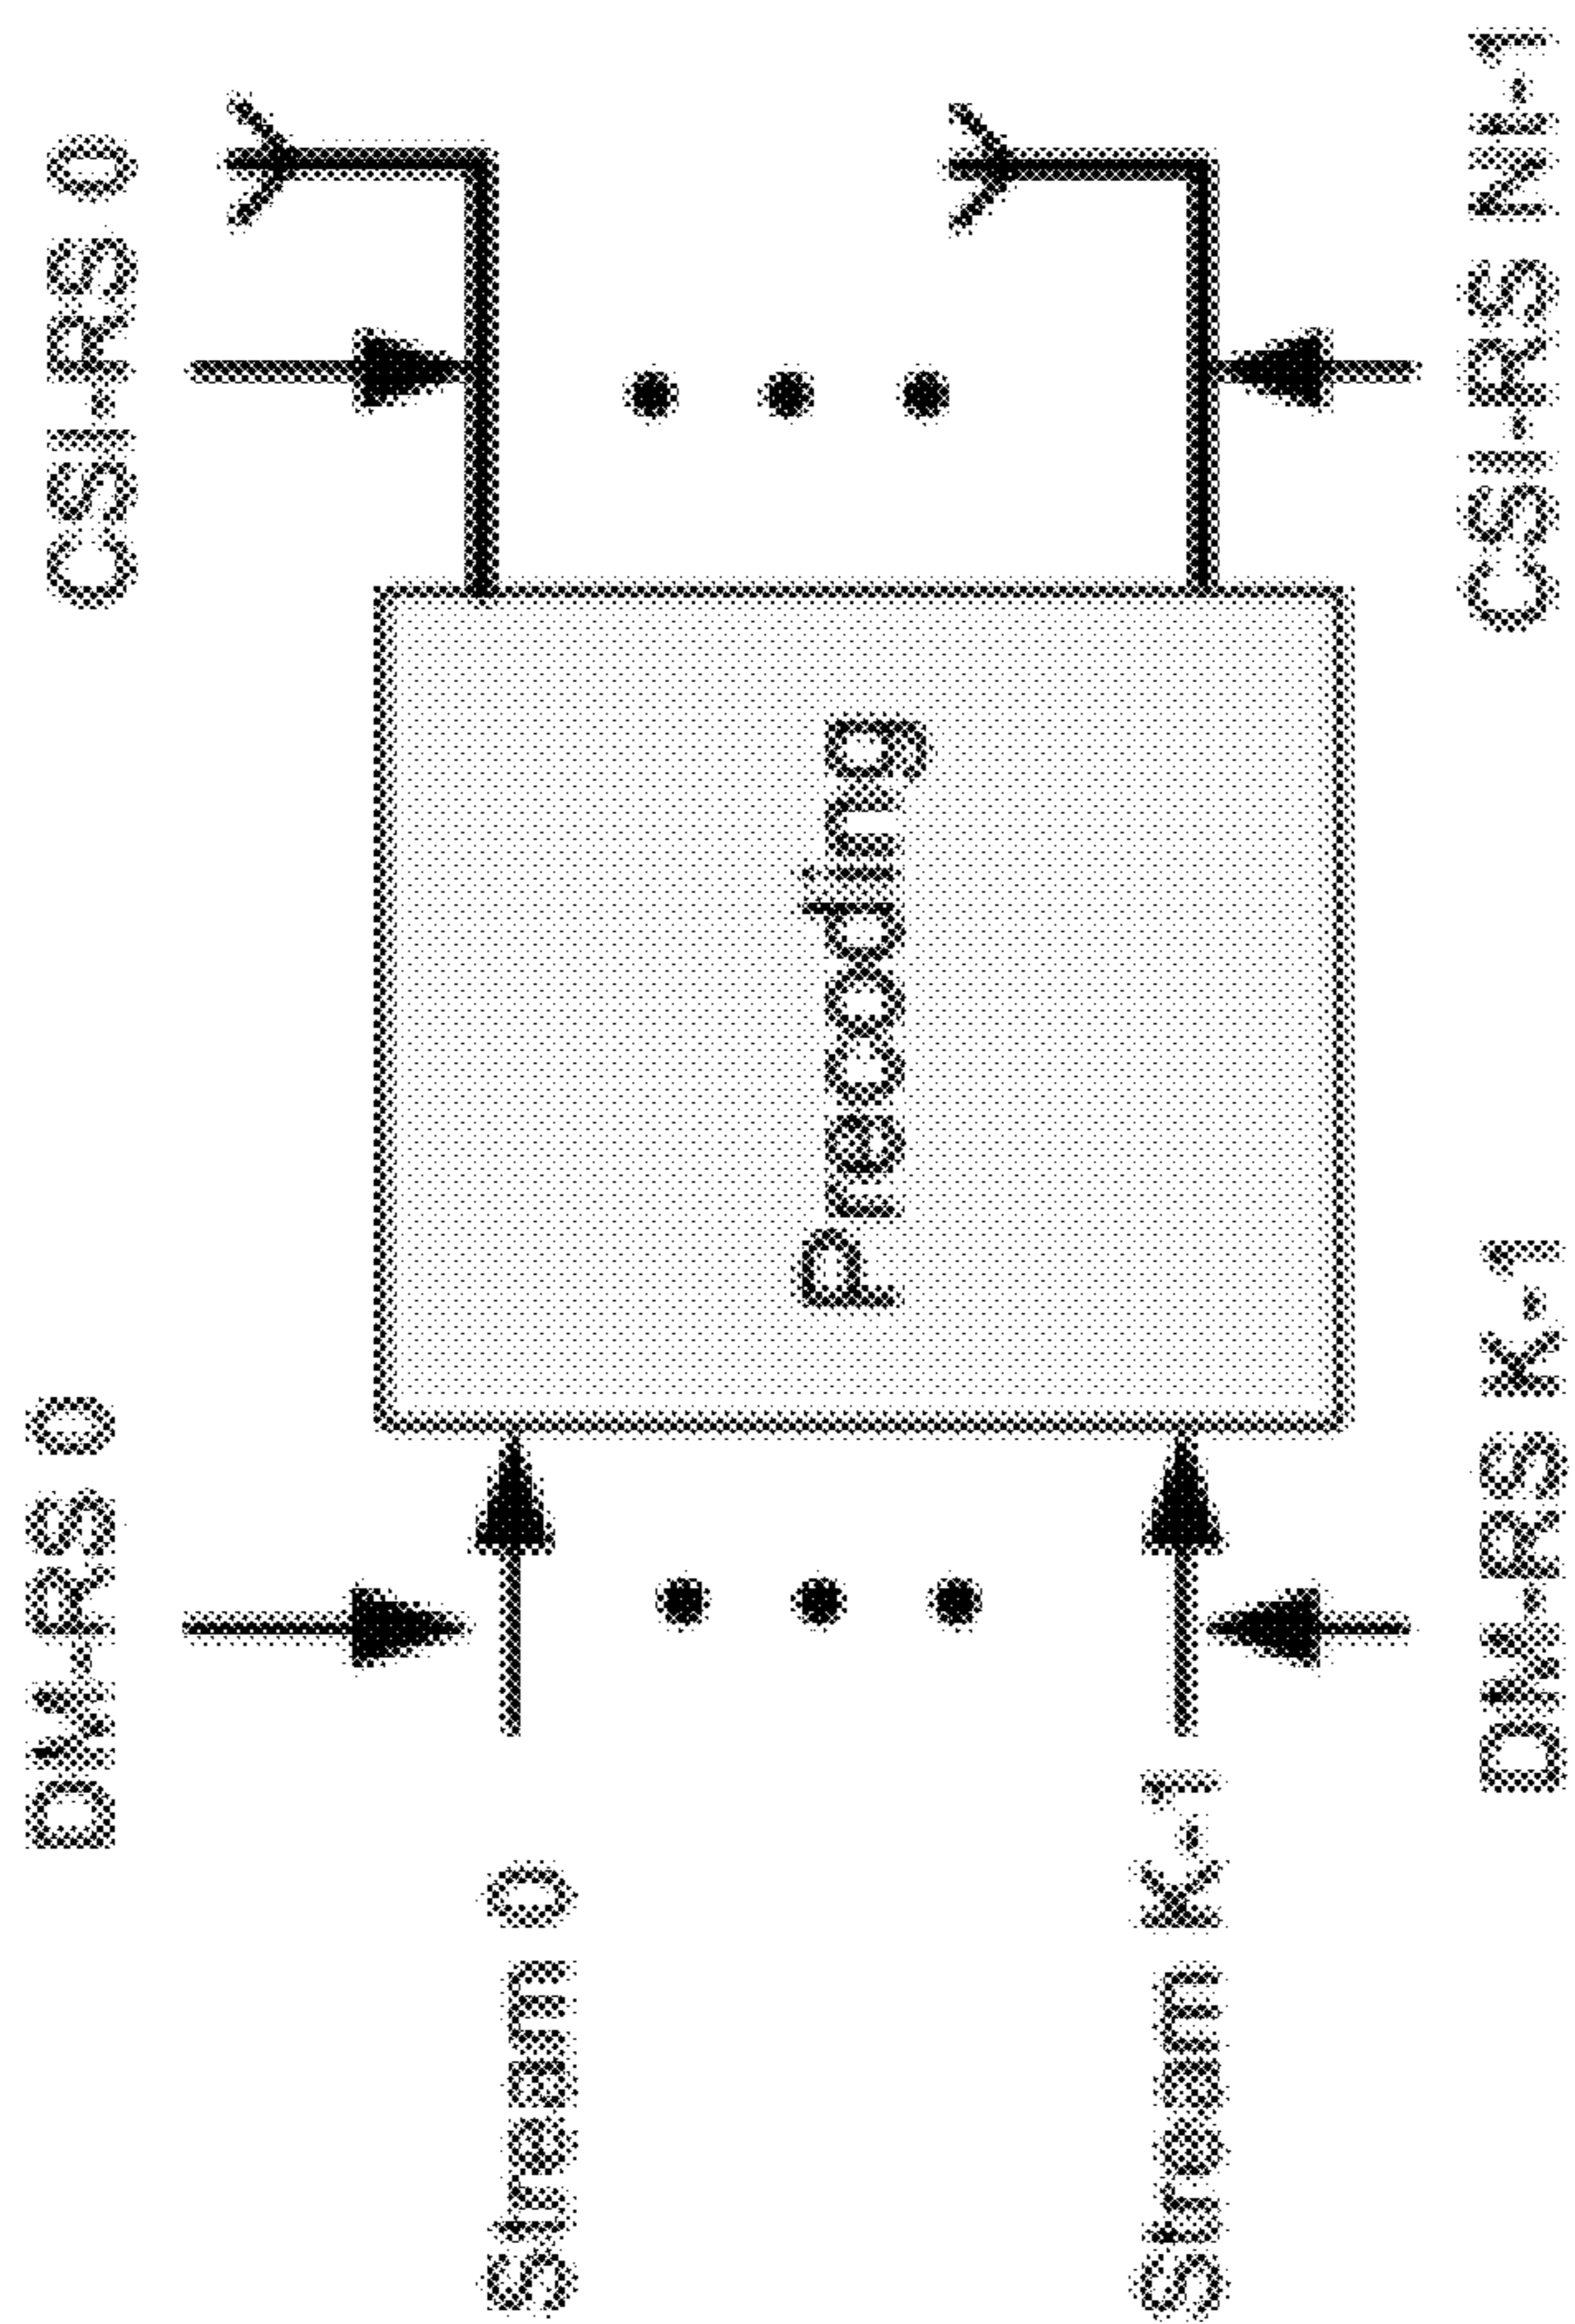 DM-RS 0
CSI-RS 0
Stream 0
Precoding
Stream K-1
DM-RS K-1
CSI-RS Nt-1